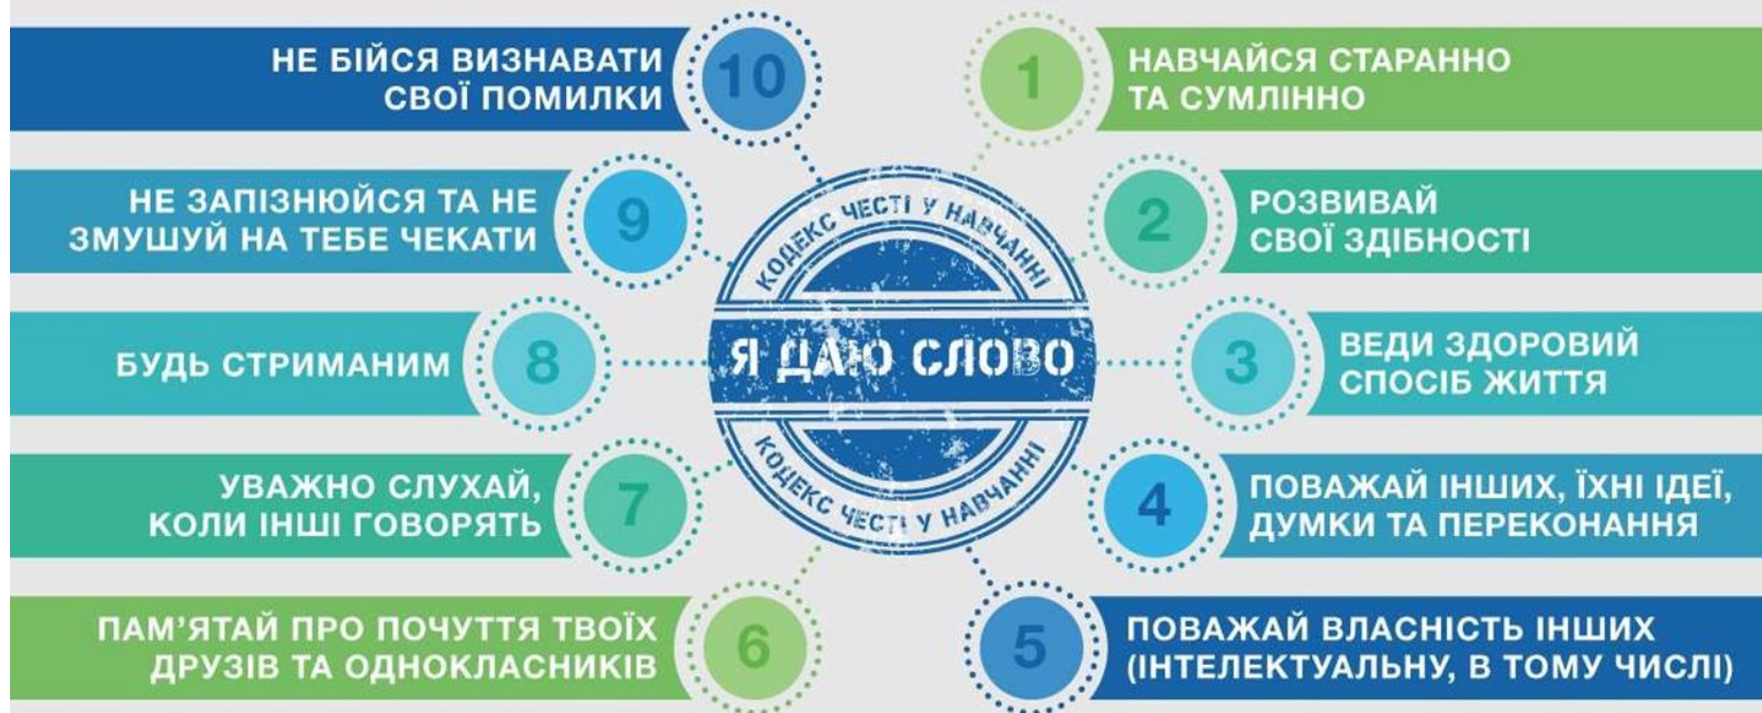 1
НАВЧАЙСЯ СТАРАННО
ТА СУМЛІННО
2
РОЗВИВАЙ
СВОЇ ЗДІБНОСТІ
3
ВЕДИ ЗДОРОВИЙ
СПОСІБ ЖИТТЯ
4
ПОВАЖАЙ ІНШИХ, ЇХНІ ІДЕЇ,
ДУМКИ ТА ПЕРЕКОНАННЯ
5
ПОВАЖАЙ ВЛАСНІСТЬ ІНШИХ
(ІНТЕЛЕКТУАЛЬНУ, В ТОМУ ЧИСЛІ)
6
ПАМ’ЯТАЙ ПРО ПОЧУТТЯ ТВОЇХ
ДРУЗІВ ТА ОДНОКЛАСНИКІВ
7
УВАЖНО СЛУХАЙ,
КОЛИ ІНШІ ГОВОРЯТЬ
8
БУДЬ СТРИМАНИМ
9
НЕ ЗАПІЗНЮЙСЯ ТА НЕ
ЗМУШУЙ НА ТЕБЕ ЧЕКАТИ
10
НЕ БІЙСЯ ВИЗНАВАТИ
СВОЇ ПОМИЛКИ
КОДЕКС ЧЕСТІ У НАВЧАННІ
Я ДАЮ СЛОВО
КОДЕКС ЧЕСТІ У НАВЧАННІ